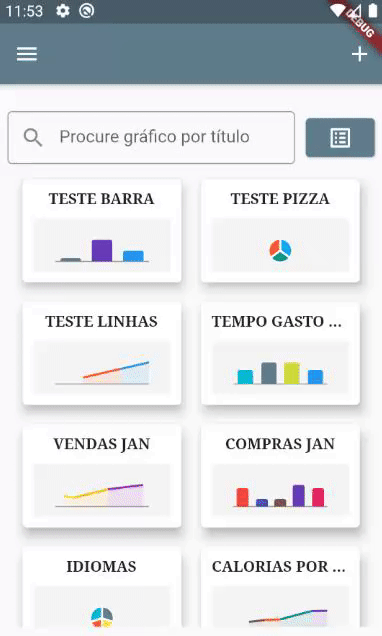 11:53
DEBUG
Procure gráfico por título
TESTE BARRA
TESTE PIZZA
TESTE LINHAS
TEMPO GASTO ...
VENDAS JAN
COMPRAS JAN
IDIOMAS
CALORIAS POR ...